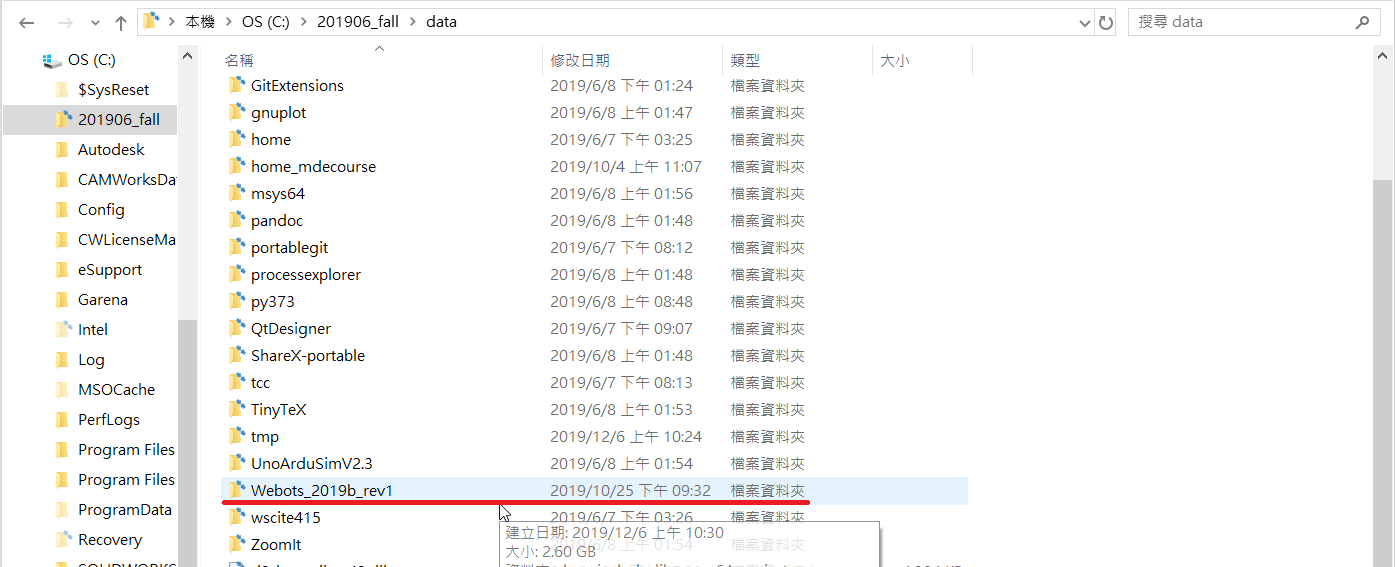 本機 > OS (C:) > 201906_fall > data
搜尋 data
OS (C:)
$SysReset
201906_fall
Autodesk
CAMWorksDa
Config
CWLicenseMa
eSupport
Garena
Intel
Log
MSOCache
PerfLogs
Program Files
Program Files
ProgramData
Recovery
SOLIDWORKS
名稱 修改日期 類型 大小
GitExtensions 2019/6/8 下午 01:24 檔案資料夾
gnuplot 2019/6/8 上午 01:47 檔案資料夾
home 2019/6/7 下午 03:25 檔案資料夾
home_mdecourse 2019/10/4 上午 11:07 檔案資料夾
msys64 2019/6/8 上午 01:56 檔案資料夾
pandoc 2019/6/8 上午 01:48 檔案資料夾
portablegit 2019/6/7 下午 08:12 檔案資料夾
processexplorer 2019/6/8 上午 01:48 檔案資料夾
py373 2019/6/8 上午 08:48 檔案資料夾
QtDesigner 2019/6/7 下午 09:07 檔案資料夾
ShareX-portable 2019/6/8 上午 01:48 檔案資料夾
tcc 2019/6/7 下午 08:13 檔案資料夾
TinyTeX 2019/6/8 上午 01:53 檔案資料夾
tmp 2019/12/6 上午 10:24 檔案資料夾
UnoArduSimV2.3 2019/6/8 上午 01:54 檔案資料夾
Webots_2019b_rev1 2019/10/25 下午 09:32 檔案資料夾
wscite415 2019/6/7 下午 03:26 檔案資料夾
ZoomIt
建立日期: 2019/12/6 上午 10:30
大小: 2.60 GB